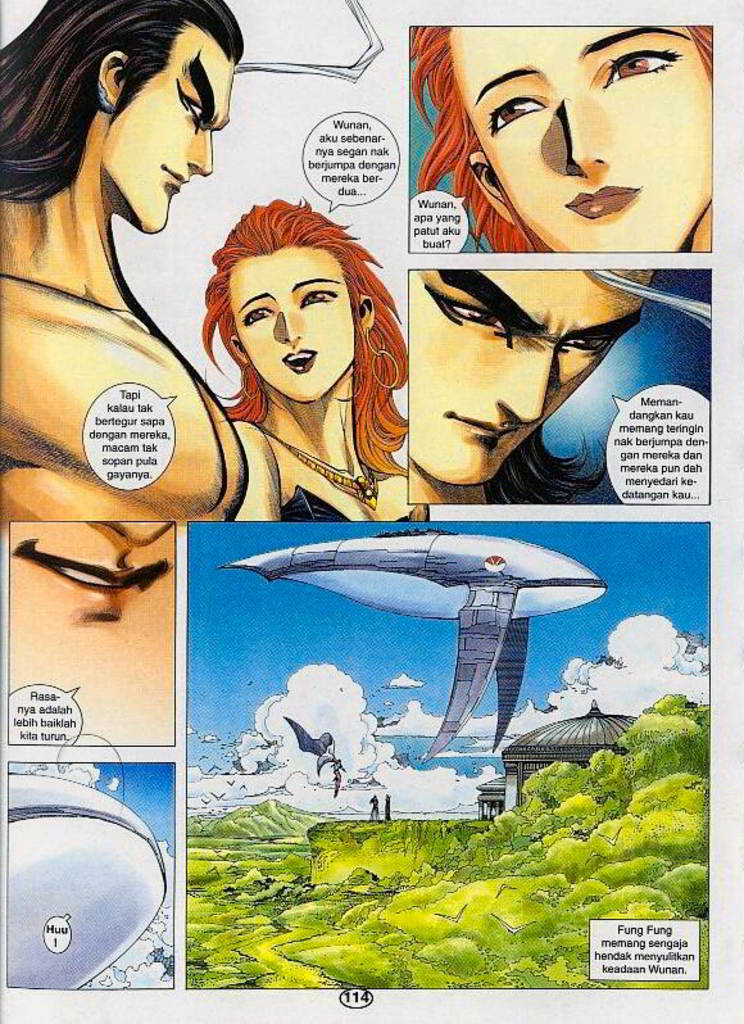 Wunan,
aku sebenar-
nya segan nak
berjumpa dengan
mereka ber-
dua...
Tapi
kalau tak
bertegur sapa
dengan mereka,
macam tak
sopan pula
gayanya.
Wunan,
apa yang
patut aku
buat?
Meman-
dangkan kau
memang teringin
nak berjumpa den-
gan mereka dan
mereka pun dah
menyedari ke-
datangan kau...
Rasa-
nya adalah
lebih baiklah
kita turun.
Huu
!
Fung Fung
memang sengaja
hendak menyulitkan
keadaan Wunan.
114